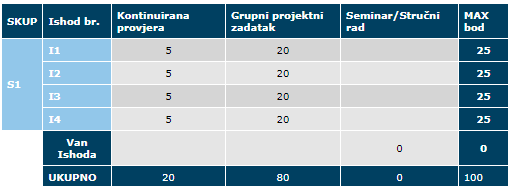 SKUP Ishod br. Kontinuirana provjera Grupni projektni zadatak Seminar/Stručni rad MAX bod
S1 I1 5 20 25
I2 5 20 25
I3 5 20 25
I4 5 20 25
Van Ishoda 0 0
UKUPNO 20 80 0 100